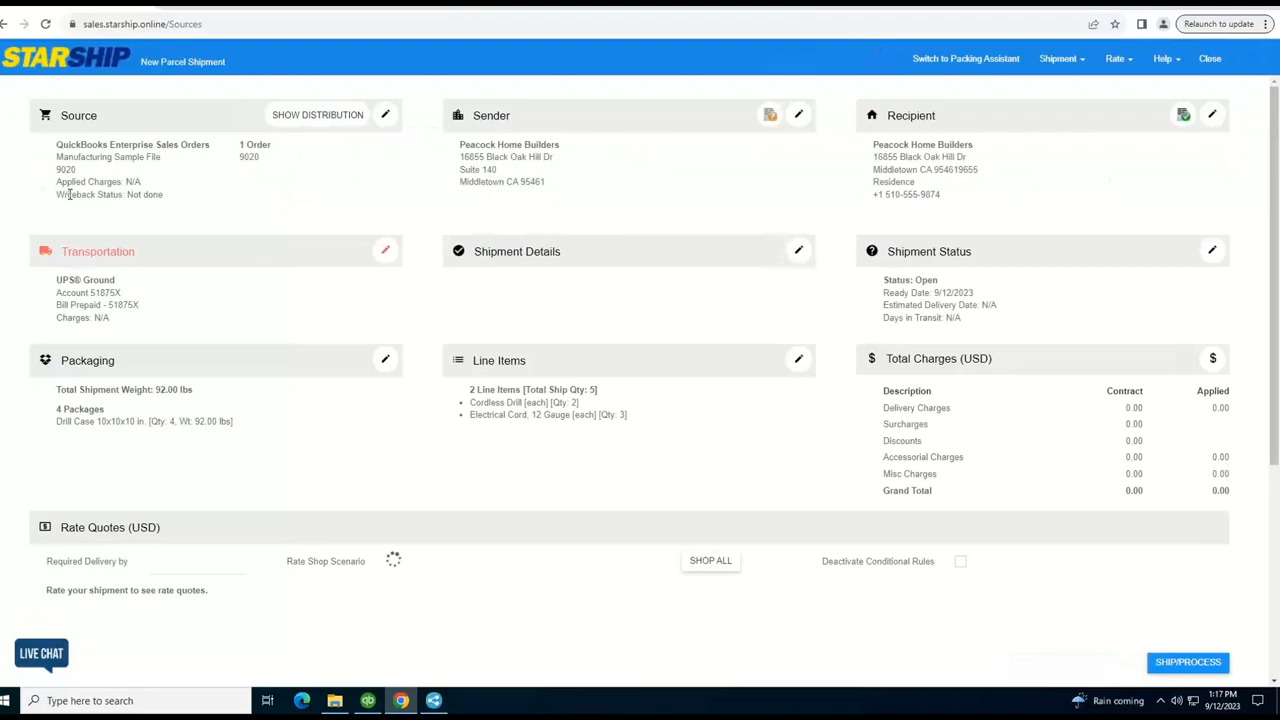 sales.starship.online/Sources
Relaunch to update
STARSHIP
New Parcel Shipment
Switch to Packing Assistant
Shipment
Rate
Help
Close
Source
SHOW DISTRIBUTION
QuickBooks Enterprise Sales Orders
1 Order
Manufacturing Sample File
9020
9020
Applied Charges: N/A
Writeback Status: Not done
Sender
Peacock Home Builders
16855 Black Oak Hill Dr
Suite 140
Middletown CA 95461
Recipient
Peacock Home Builders
16855 Black Oak Hill Dr
Middletown CA 954619655
Residence
+1 510-555-9874
Transportation
UPS® Ground
Account 51875X
Bill Prepaid - 51875X
Charges: N/A
Shipment Details
Shipment Status
Status: Open
Ready Date: 9/12/2023
Estimated Delivery Date: N/A
Days in Transit: N/A
Packaging
Total Shipment Weight: 92.00 lbs
4 Packages
Drill Case 10x10x10 in. [Qty: 4, Wt: 92.00 lbs]
Line Items
2 Line Items [Total Ship Qty: 5]
• Cordless Drill [each] [Qty: 2]
• Electrical Cord, 12 Gauge [each] [Qty: 3]
$ Total Charges (USD) $
Description Contract Applied
Delivery Charges 0.00 0.00
Surcharges 0.00
Discounts 0.00
Accessorial Charges 0.00 0.00
Misc Charges 0.00 0.00
Grand Total 0.00 0.00
Rate Quotes (USD)
Required Delivery by
Rate Shop Scenario
SHOP ALL
Deactivate Conditional Rules
Rate your shipment to see rate quotes.
LIVE CHAT
SHIP/PROCESS
Type here to search
Rain coming
1:17 PM
9/12/2023